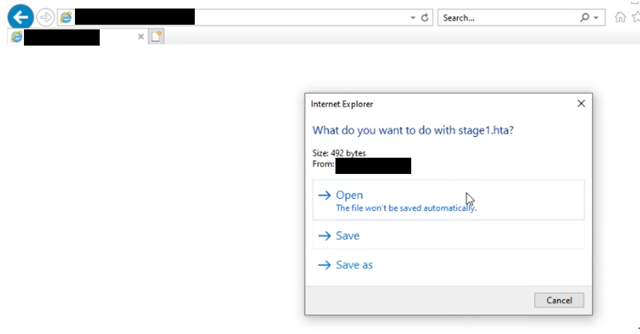 Search...
Internet Explorer
What do you want to do with stage1.hta?
Size: 492 bytes
From:
Open
The file won't be saved automatically.
Save
Save as
Cancel